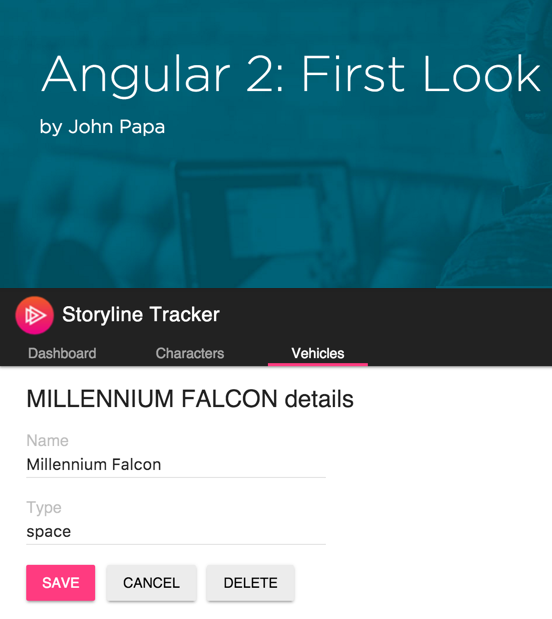 Angular 2: First Look
by John Papa
Storyline Tracker
Dashboard Characters Vehicles
MILLENNIUM FALCON details
Name
Millennium Falcon
Type
space
SAVE CANCEL DELETE